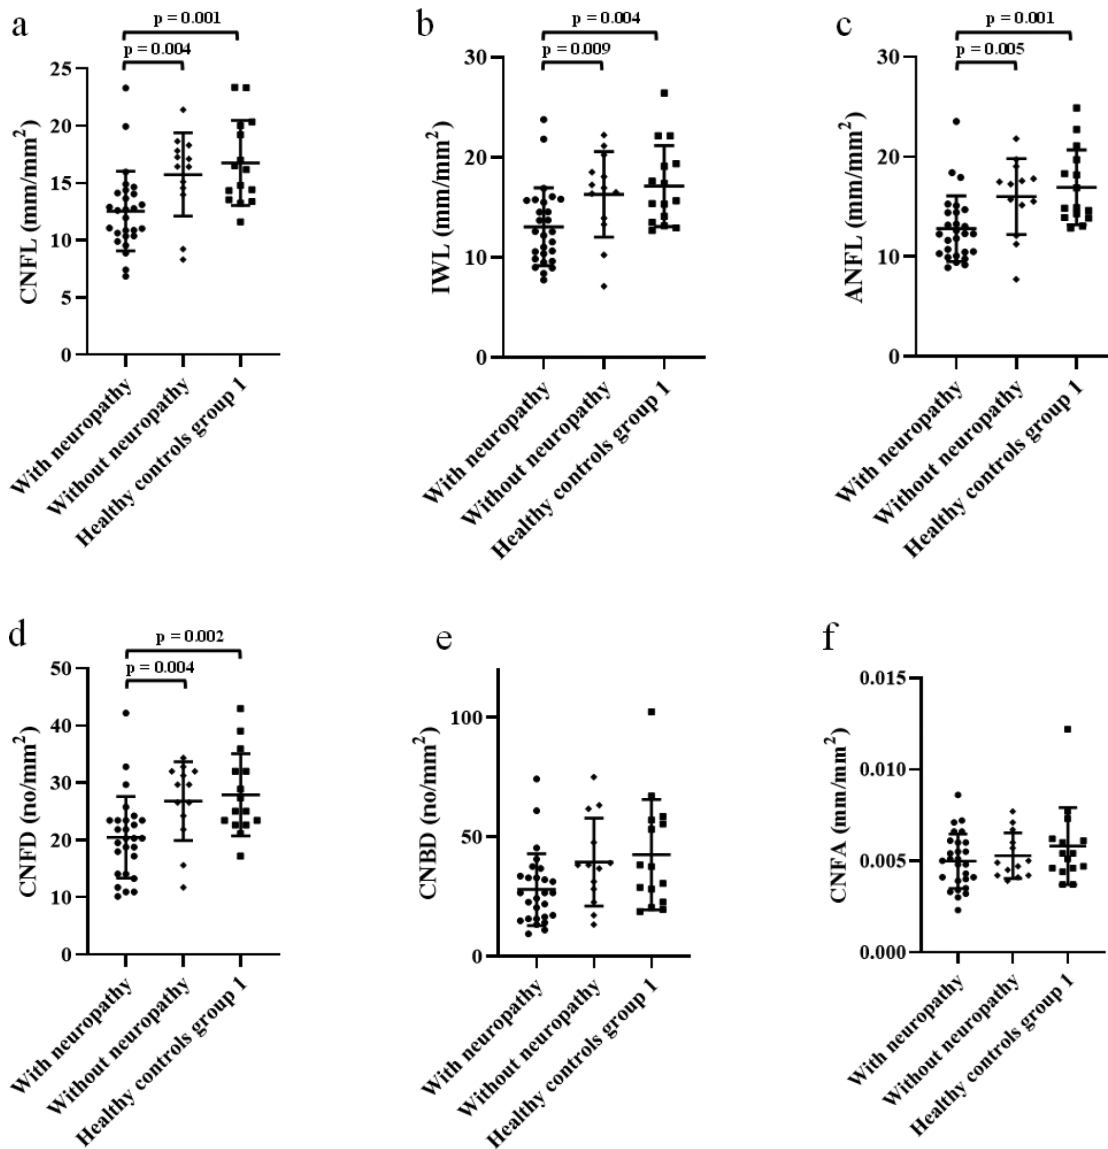 a
p = 0.001
p = 0.004
CNFL (mm/mm²)
25
20
15
10
5
0
With neuropathy
Without neuropathy
Healthy controls group 1
b
p = 0.004
p = 0.009
IWL (mm/mm²)
30
20
10
0
With neuropathy
Without neuropathy
Healthy controls group 1
c
p = 0.001
p = 0.005
ANFL (mm/mm²)
30
20
10
0
With neuropathy
Without neuropathy
Healthy controls group 1
d
p = 0.002
p = 0.004
CNFD (no/mm²)
50
40
30
20
10
0
With neuropathy
Without neuropathy
Healthy controls group 1
e
CNBD (no/mm²)
100
50
0
With neuropathy
Without neuropathy
Healthy controls group 1
f
CNFA (mm/mm²)
0.015
0.010
0.005
0.000
With neuropathy
Without neuropathy
Healthy controls group 1